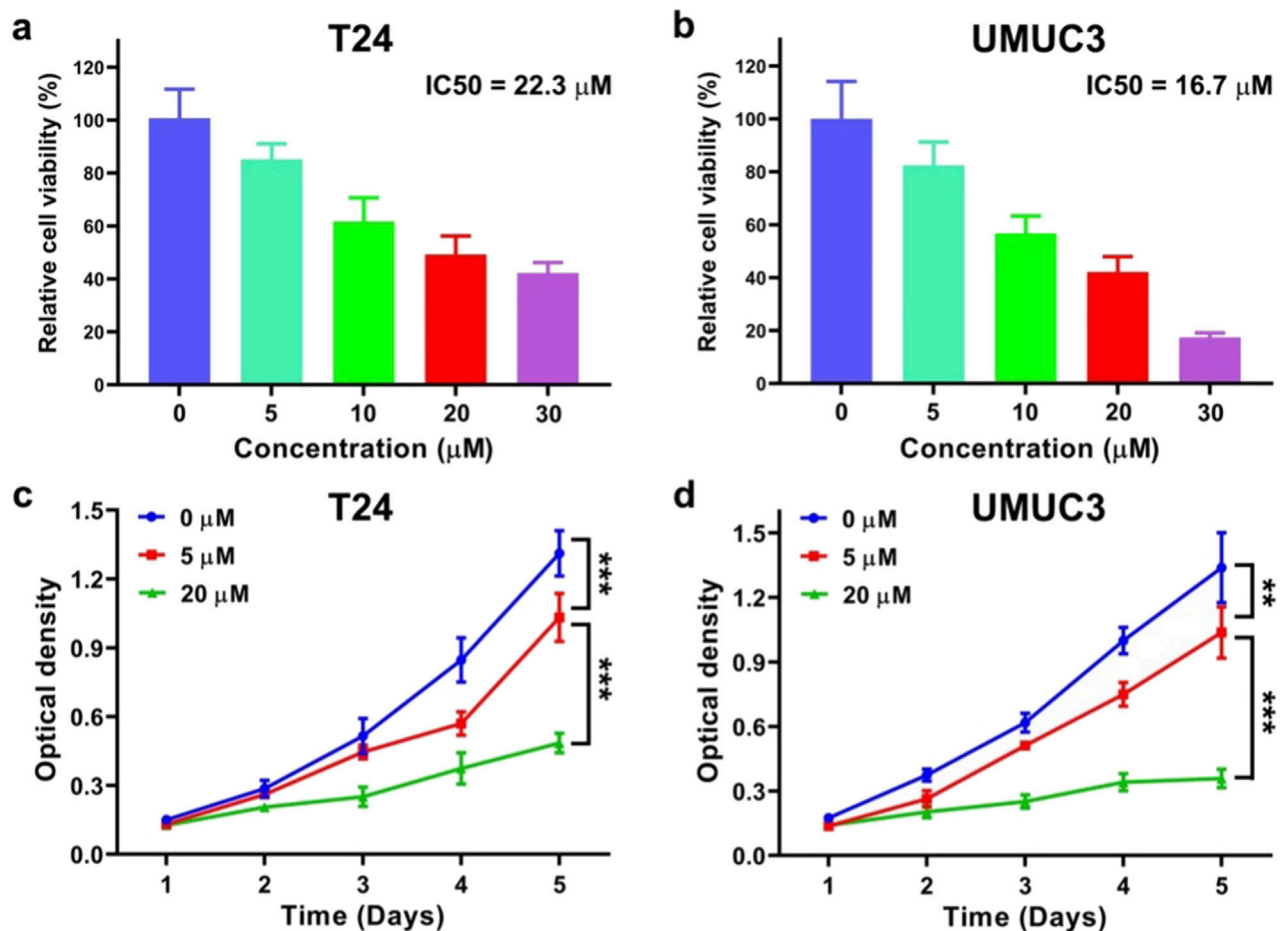 a
T24
IC50 = 22.3 μM
Relative cell viability (%)
120
100
80
60
40
20
0
0 5 10 20 30
Concentration (μM)
b
UMUC3
IC50 = 16.7 μM
Relative cell viability (%)
120
100
80
60
40
20
0
0 5 10 20 30
Concentration (μM)
c
T24
0 μM
5 μM
20 μM
Optical density
1.5
1.2
0.9
0.6
0.3
0.0
***
***
1 2 3 4 5
Time (Days)
d
UMUC3
0 μM
5 μM
20 μM
Optical density
1.5
1.2
0.9
0.6
0.3
0.0
**
***
1 2 3 4 5
Time (Days)